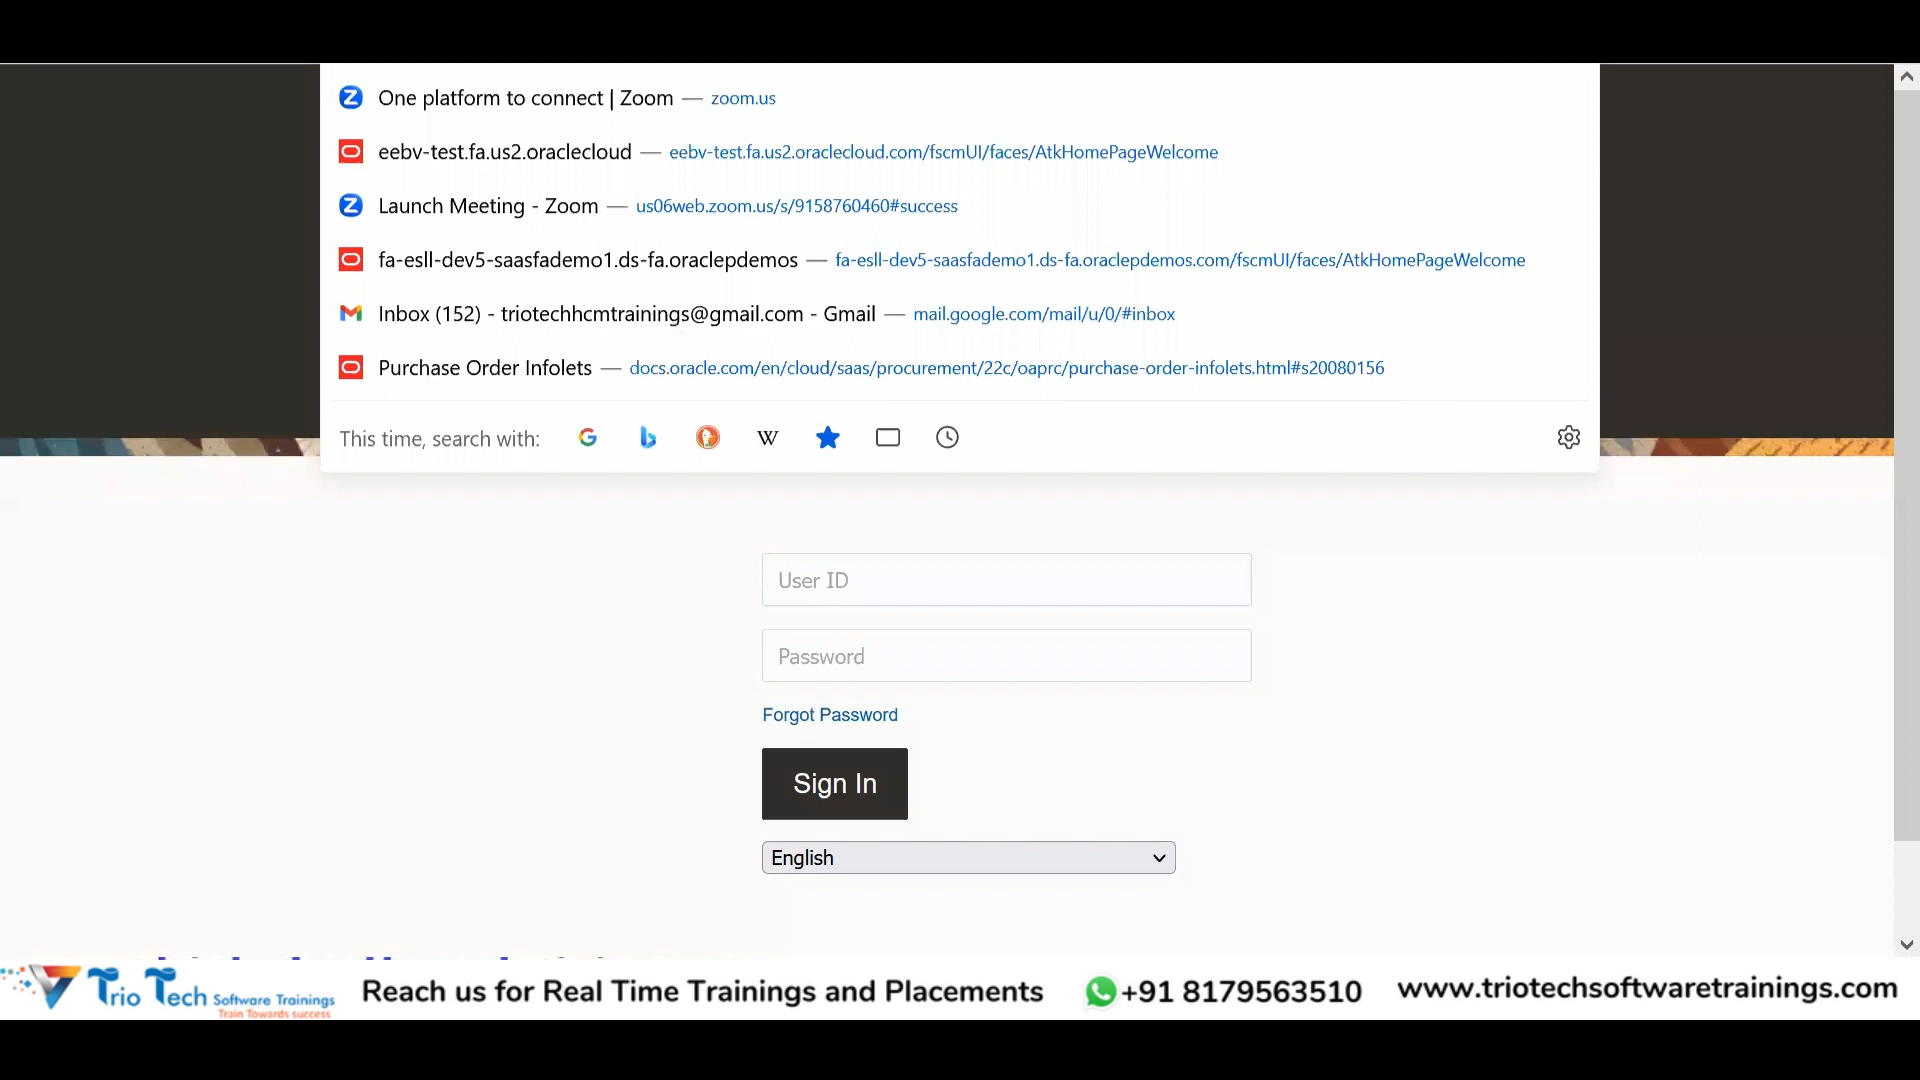 One platform to connect | Zoom — zoom.us
eebv-test.fa.us2.oraclecloud — eebv-test.fa.us2.oraclecloud.com/fscmUI/faces/AtkHomePageWelcome
Launch Meeting - Zoom — us06web.zoom.us/s/9158760460#success
fa-esll-dev5-saasfademo1.ds-fa.oraclepdemos — fa-esll-dev5-saasfademo1.ds-fa.oraclepdemos.com/fscmUI/faces/AtkHomePageWelcome
Inbox (152) - triotechhcmtrainings@gmail.com - Gmail — mail.google.com/mail/u/0/#inbox
Purchase Order Infolets — docs.oracle.com/en/cloud/saas/procurement/22c/oaprc/purchase-order-infolets.html#s20080156
This time, search with:
User ID
Password
Forgot Password
Sign In
English
Trio Tech Software Trainings
Train Towards success
Reach us for Real Time Trainings and Placements
+91 8179563510
www.triotechsoftwaretrainings.com